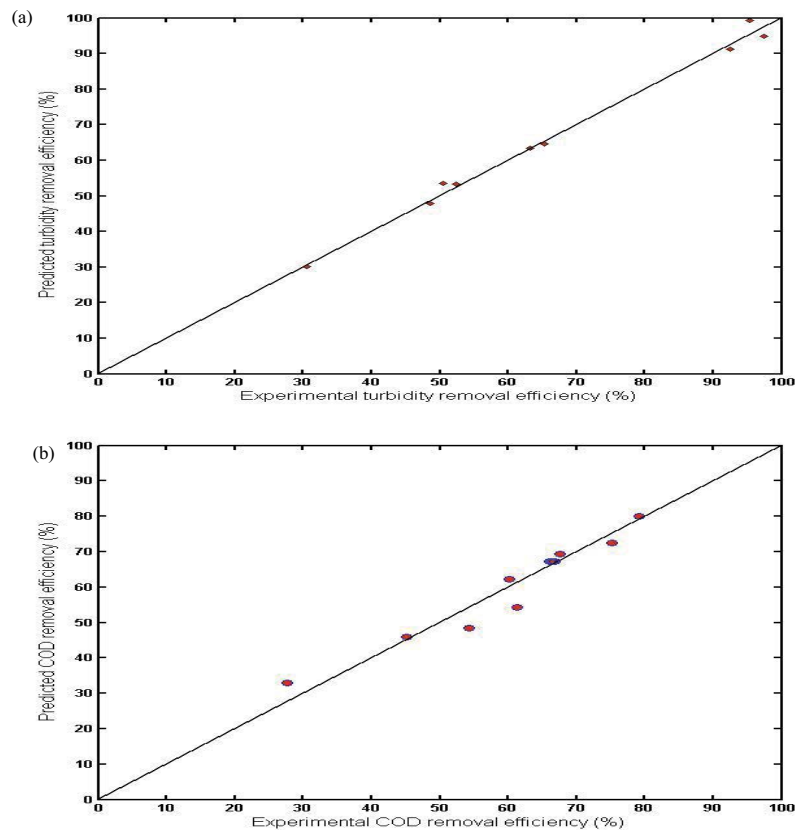 (a)
100
90
80
70
60
50
40
30
20
10
0
Predicted turbidity removal efficiency (%)
0 10 20 30 40 50 60 70 80 90 100
Experimental turbidity removal efficiency (%)
(b)
100
90
80
70
60
50
40
30
20
10
0
Predicted COD removal efficiency (%)
0 10 20 30 40 50 60 70 80 90 100
Experimental COD removal efficiency (%)